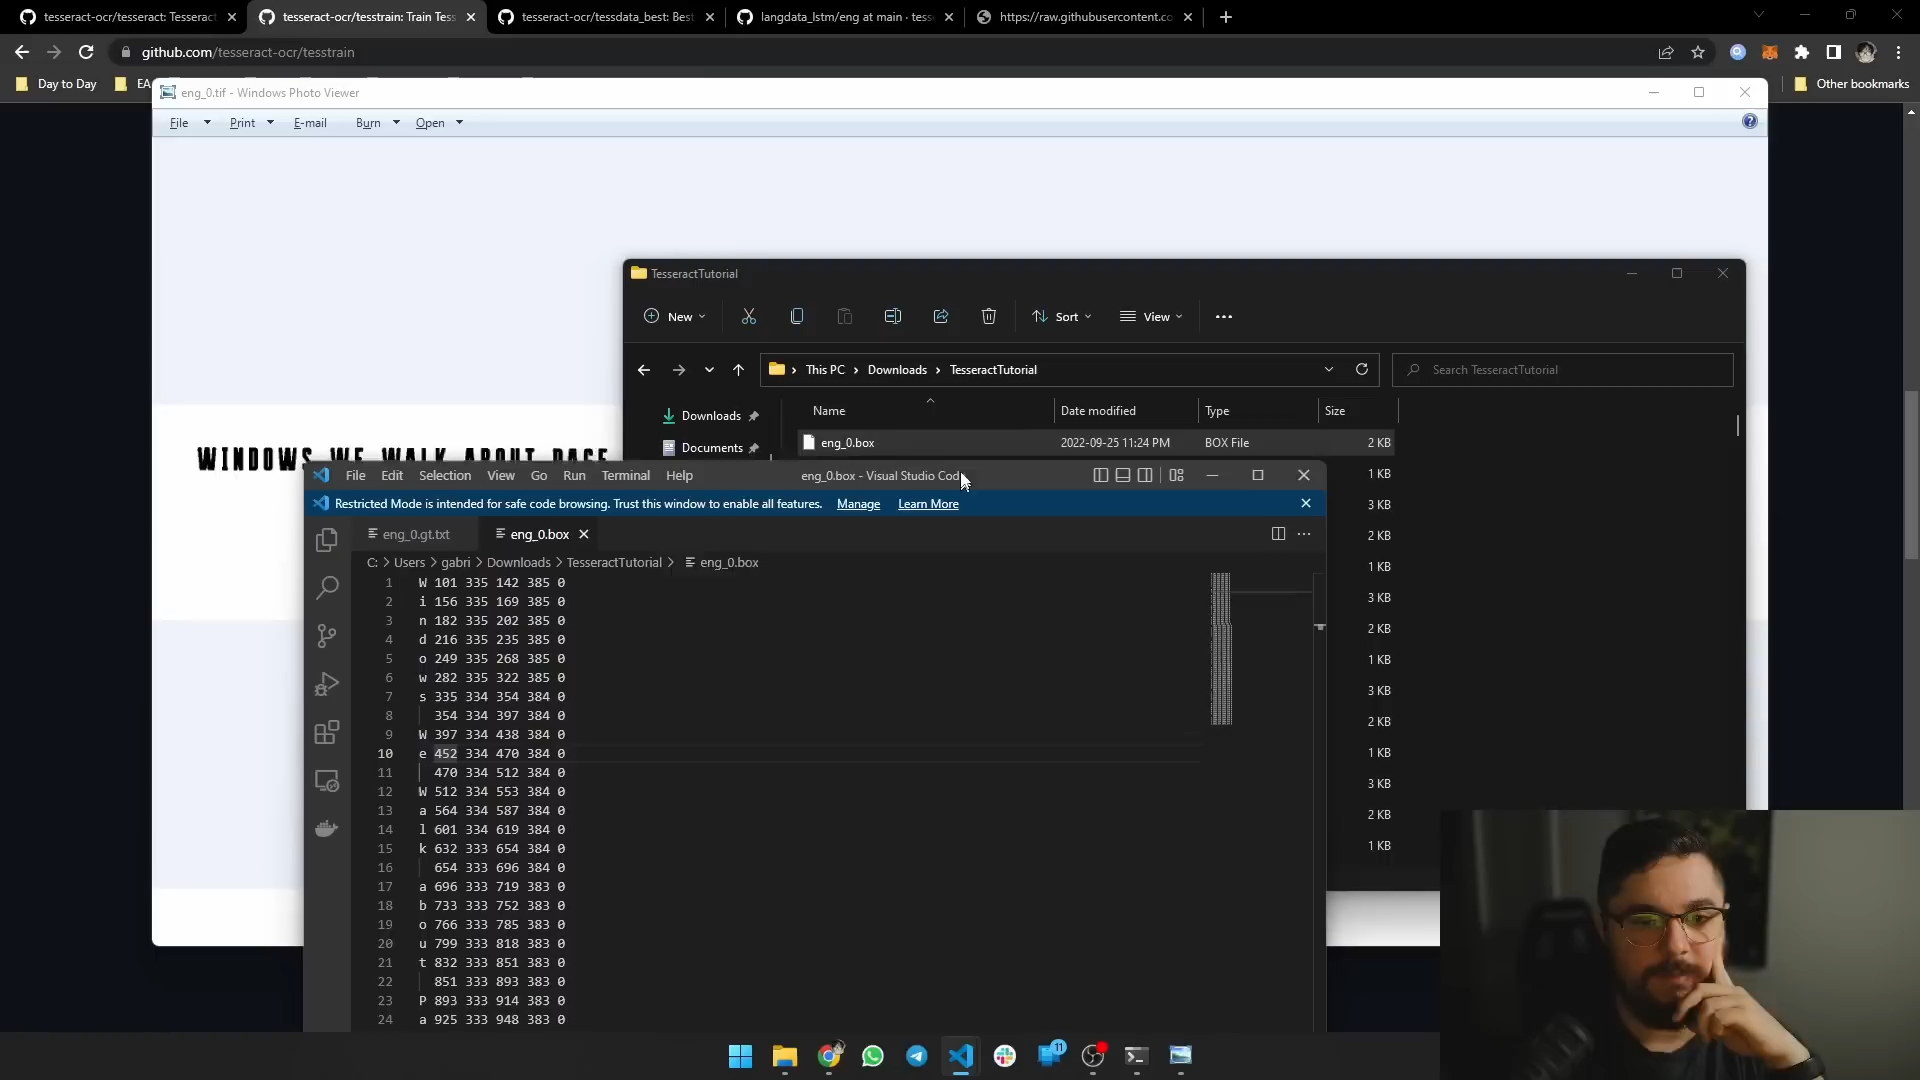 tesseract-ocr/tesseract: Tesseract
tesseract-ocr/tesstrain: Train Tess
tesseract-ocr/tessdata_best: Best
langdata_lstm/eng at main · tess
https://raw.githubusercontent.co
github.com/tesseract-ocr/tesstrain
Day to Day
EA
Other bookmarks
eng_0.tif - Windows Photo Viewer
File Print E-mail Burn Open
TesseractTutorial
New Sort View
This PC > Downloads > TesseractTutorial
Search TesseractTutorial
Downloads
Documents
Name Date modified Type Size
eng_0.box 2022-09-25 11:24 PM BOX File 2 KB
1 KB
3 KB
2 KB
1 KB
3 KB
2 KB
1 KB
3 KB
2 KB
1 KB
3 KB
2 KB
1 KB
WINDOWS WE WALK ABOUT PAGE
File Edit Selection View Go Run Terminal Help
eng_0.box - Visual Studio Cod
Restricted Mode is intended for safe code browsing. Trust this window to enable all features. Manage Learn More
eng_0.gt.txt eng_0.box
C: > Users > gabri > Downloads > TesseractTutorial > eng_0.box
1 W 101 335 142 385 0
2 i 156 335 169 385 0
3 n 182 335 202 385 0
4 d 216 335 235 385 0
5 o 249 335 268 385 0
6 w 282 335 322 385 0
7 s 335 334 354 384 0
8 354 334 397 384 0
9 W 397 334 438 384 0
10 e 452 334 470 384 0
11 470 334 512 384 0
12 W 512 334 553 384 0
13 a 564 334 587 384 0
14 l 601 334 619 384 0
15 k 632 333 654 384 0
16 654 333 696 384 0
17 a 696 333 719 383 0
18 b 733 333 752 383 0
19 o 766 333 785 383 0
20 u 799 333 818 383 0
21 t 832 333 851 383 0
22 851 333 893 383 0
23 P 893 333 914 383 0
24 a 925 333 948 383 0
11